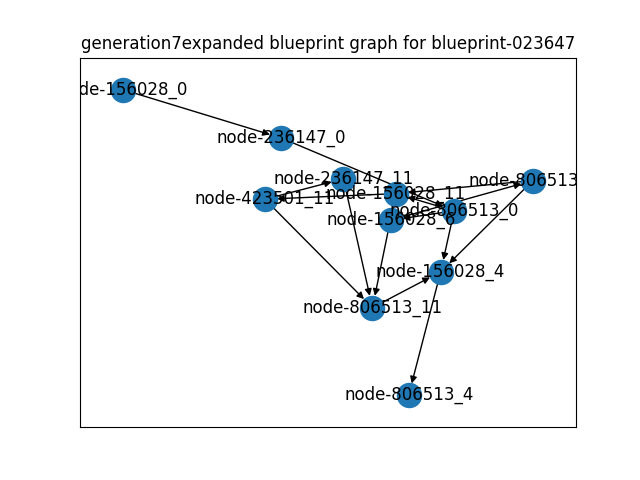 generation7expanded blueprint graph for blueprint-023647
de-156028_0
node-236147_0
node-236147_11
node-806513
node-156028_11
node-423501_11
node-806513_0
node-156028_6
node-156028_4
node-806513_11
node-806513_4